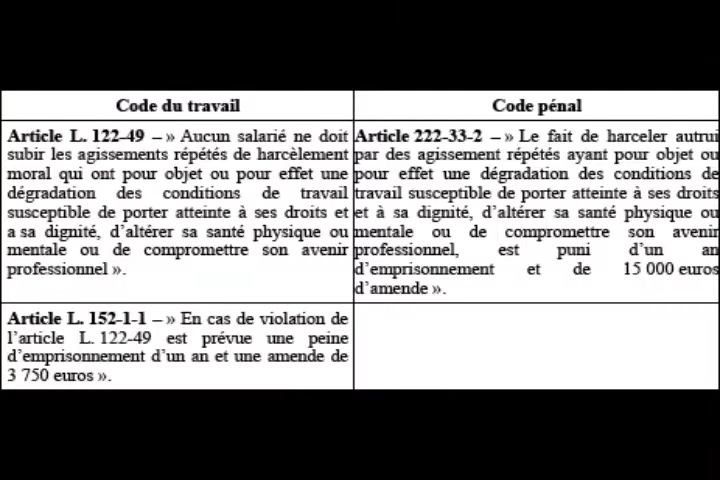 Code du travail
Code pénal
Article L. 122-49 – » Aucun salarié ne doit
subir les agissements répétés de harcèlement
moral qui ont pour objet ou pour effet une
dégradation des conditions de travail
susceptible de porter atteinte à ses droits et
a sa dignité, d’altérer sa santé physique ou
mentale ou de compromettre son avenir
professionnel ».
Article 222-33-2 – » Le fait de harceler autrui
par des agissement répétés ayant pour objet ou
pour effet une dégradation des conditions de
travail susceptible de porter atteinte à ses droits
et à sa dignité, d’altérer sa santé physique ou
mentale ou de compromettre son avenir
professionnel, est puni d’un an
d’emprisonnement et de 15 000 euros
d’amende ».
Article L. 152-1-1 – » En cas de violation de
l’article L. 122-49 est prévue une peine
d’emprisonnement d’un an et une amende de
3 750 euros ».